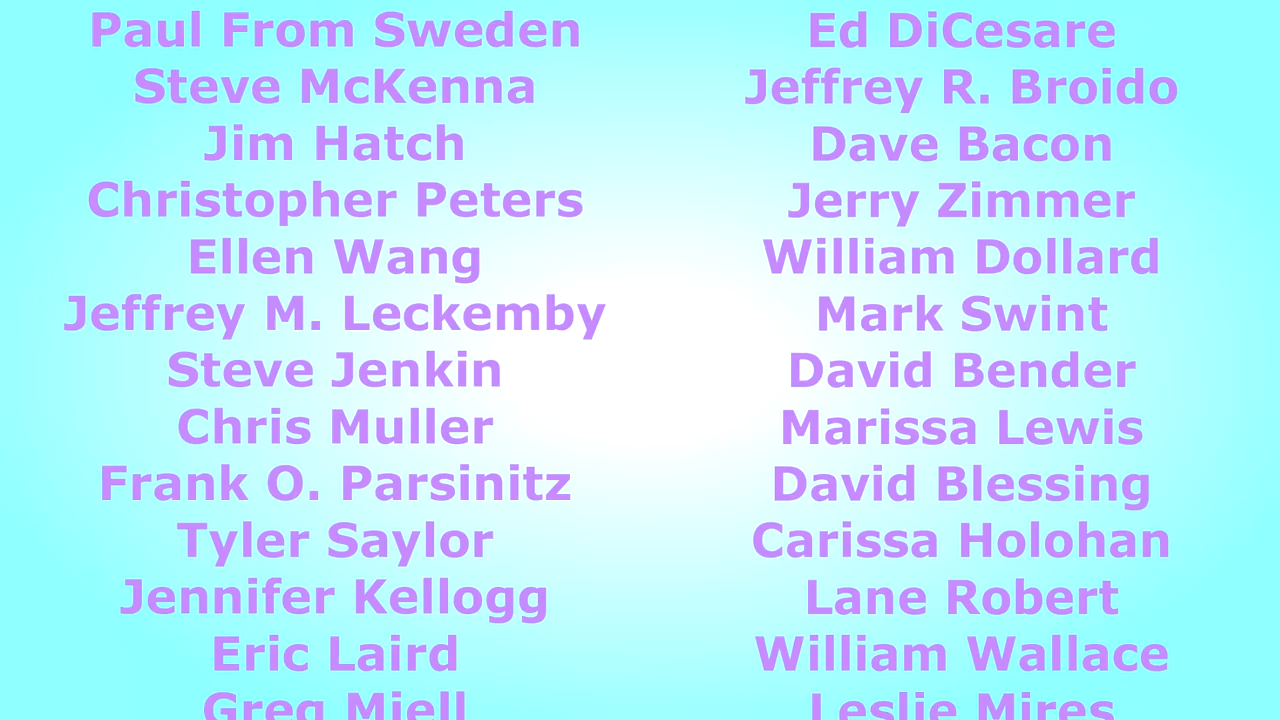 Paul From Sweden
Steve McKenna
Jim Hatch
Christopher Peters
Ellen Wang
Jeffrey M. Leckemby
Steve Jenkin
Chris Muller
Frank O. Parsinitz
Tyler Saylor
Jennifer Kellogg
Eric Laird
Greg Miell
Ed DiCesare
Jeffrey R. Broido
Dave Bacon
Jerry Zimmer
William Dollard
Mark Swint
David Bender
Marissa Lewis
David Blessing
Carissa Holohan
Lane Robert
William Wallace
Leslie Mires